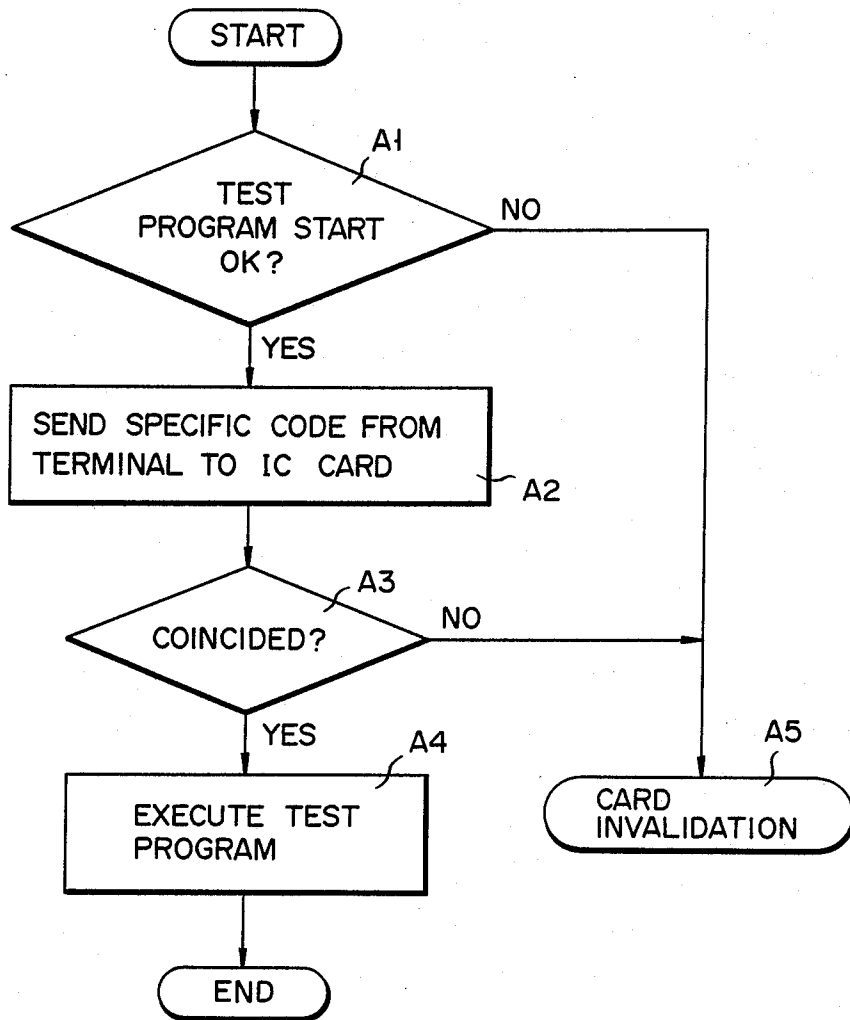 START
A1
TEST
PROGRAM START
OK?
NO
YES
SEND SPECIFIC CODE FROM
TERMINAL TO IC CARD
A2
A3
COINCIDED?
NO
YES
A4
EXECUTE TEST
PROGRAM
A5
CARD
INVALIDATION
END